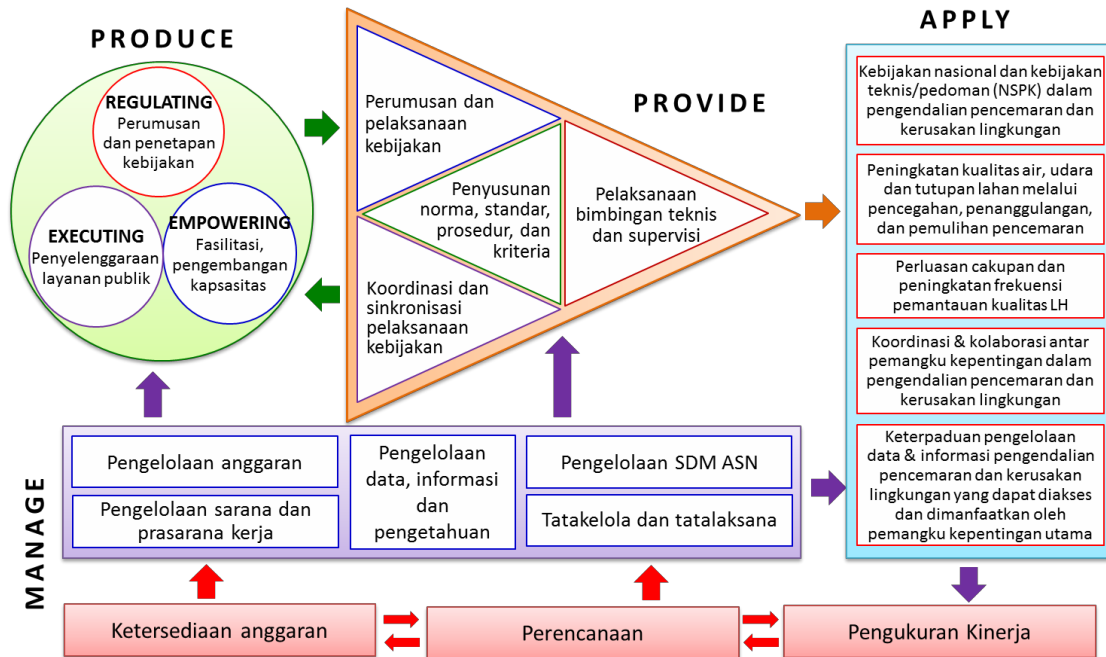 PRODUCE
REGULATING
Perumusan
dan penetapan
kebijakan
EXECUTING
Penyelenggaraan
layanan publik
EMPOWERING
Fasilitasi,
pengembangan
kapsasitas
PROVIDE
Perumusan dan
pelaksanaan
kebijakan
Penyusunan
norma, standar,
prosedur, dan
kriteria
Koordinasi dan
sinkronisasi
pelaksanaan
kebijakan
Pelaksanaan
bimbingan teknis
dan supervisi
APPLY
Kebijakan nasional dan kebijakan
teknis/pedoman (NSPK) dalam
pengendalian pencemaran dan
kerusakan lingkungan
Peningkatan kualitas air, udara
dan tutupan lahan melalui
pencegahan, penanggulangan,
dan pemulihan pencemaran
Perluasan cakupan dan
peningkatan frekuensi
pemantauan kualitas LH
Koordinasi & kolaborasi antar
pemangku kepentingan dalam
pengendalian pencemaran dan
kerusakan lingkungan
Keterpaduan pengelolaan
data & informasi pengendalian
pencemaran dan kerusakan
lingkungan yang dapat diakses
dan dimanfaatkan oleh
pemangku kepentingan utama
MANAGE
Pengelolaan anggaran
Pengelolaan sarana dan
prasarana kerja
Pengelolaan
data, informasi
dan
pengetahuan
Pengelolaan SDM ASN
Tatakelola dan tatalaksana
Ketersediaan anggaran
Perencanaan
Pengukuran Kinerja